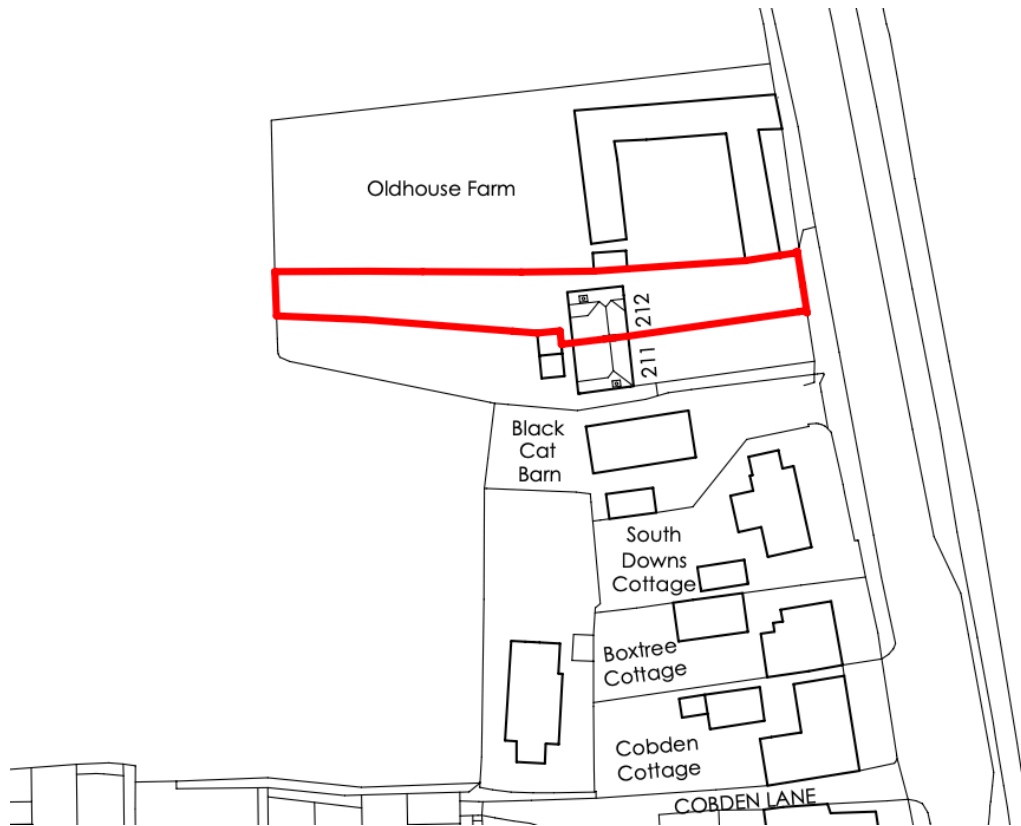 Oldhouse Farm
212
211
Black
Cat
Barn
South
Downs
Cottage
Boxtree
Cottage
Cobden
Cottage
COBDEN LANE